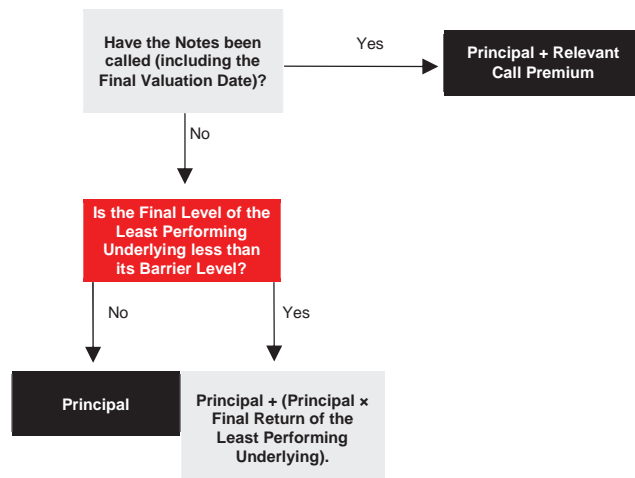 Have the Notes been
called (including the
Final Valuation Date)?
Yes
Principal + Relevant
Call Premium
No
Is the Final Level of the
Least Performing
Underlying less than
its Barrier Level?
No
Yes
Principal
Principal + (Principal ×
Final Return of the
Least Performing
Underlying).